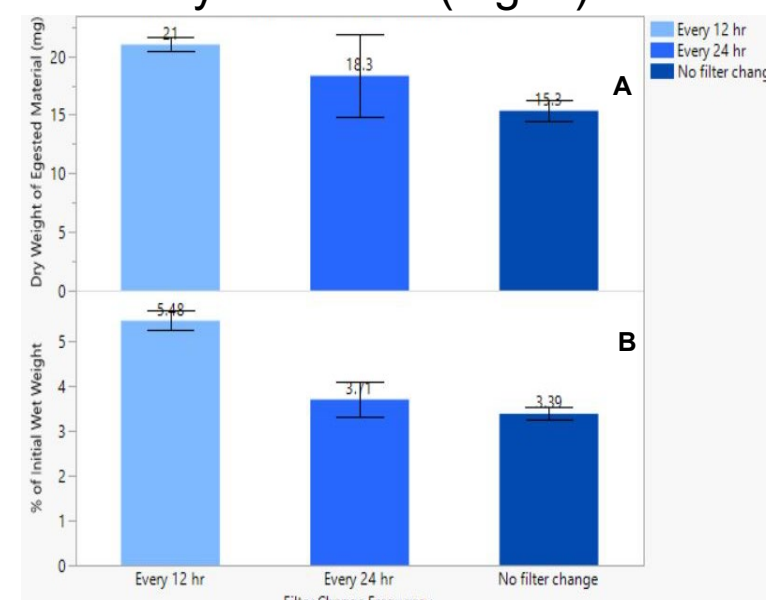 Every 12 hr
Every 24 hr
No filter chang
Dry Weight of Egested Material (mg)
20
15
10
5
0
21
18.3
15.3
A
% of Initial Wet Weight
5
4
3
2
1
0
5.48
3.71
3.39
B
Every 12 hr
Every 24 hr
No filter change